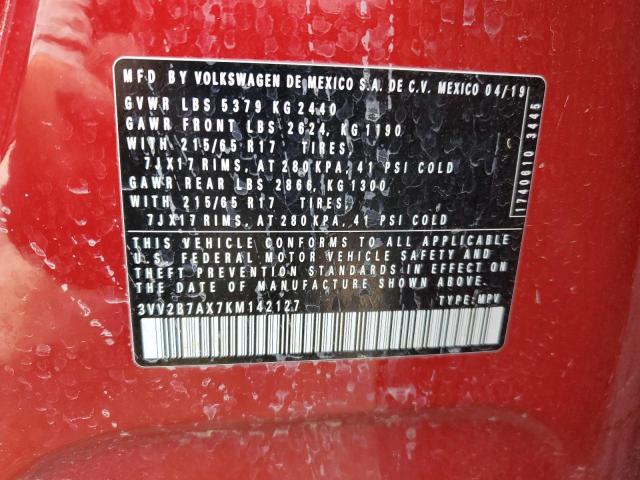 MFD BY VOLKSWAGEN DE MEXICO S.A. DE C.V. MEXICO 04/19
GVWR LBS 5379 KG 2440
GAWR FRONT LBS 2624, KG 1190
WITH 215/65 R17 TIRES,
7JX17 RIMS, AT 280 KPA, 41 PSI COLD
GAWR REAR LBS 2866, KG 1300
WITH 215/65 R17 TIRES,
7JX17 RIMS, AT 280 KPA, 41 PSI COLD
1740610 3445
THIS VEHICLE CONFORMS TO ALL APPLICABLE
U.S. FEDERAL MOTOR VEHICLE SAFETY AND
THEFT PREVENTION STANDARDS IN EFFECT ON
THE DATE OF MANUFACTURE SHOWN ABOVE
3VV2B7AX7KM142127 TYPE: MPV